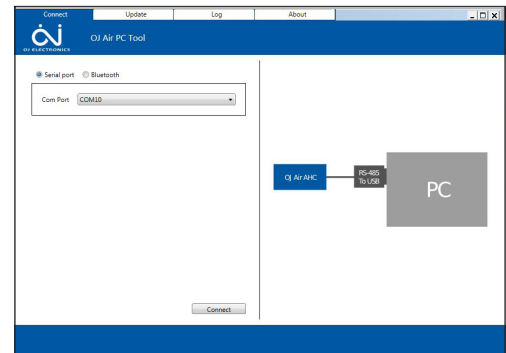 Connect
Update
Log
About
OJ
OJ ELECTRONICS
OJ Air PC Tool
Serial port
Bluetooth
Com Port
COM10
OJ Air AHC
RS-485
To USB
PC
Connect